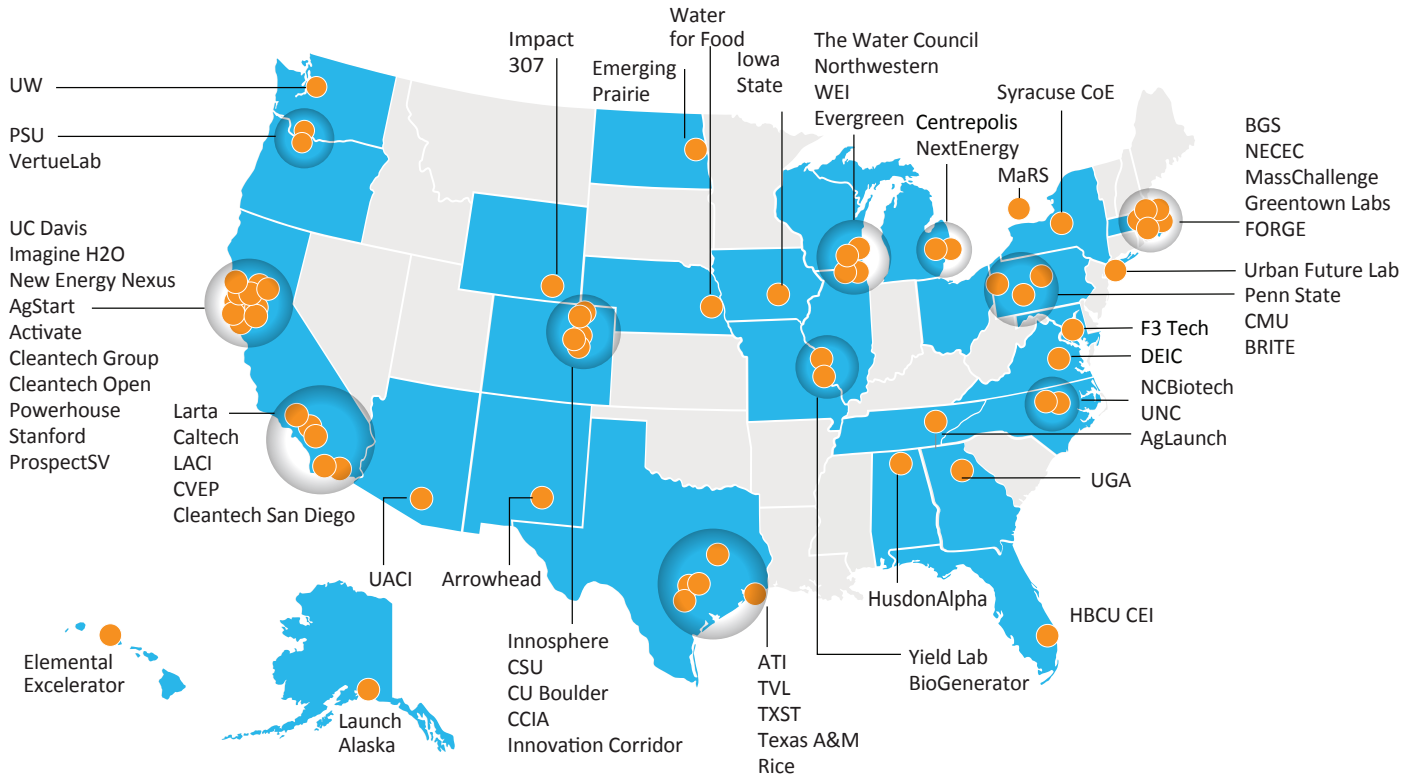 UW
PSU
VertueLab
UC Davis
Imagine H2O
New Energy Nexus
AgStart
Activate
Cleantech Group
Cleantech Open
Powerhouse
Stanford
ProspectSV
Larta
Caltech
LACI
CVEP
Cleantech San Diego
Impact
307
Emerging
Prairie
Water
for Food
Iowa
State
The Water Council
Northwestern
WEI
Evergreen
Centrepolis
NextEnergy
MaRS
Syracuse CoE
BGS
NECEC
MassChallenge
Greentown Labs
FORGE
Urban Future Lab
Penn State
CMU
BRITE
F3 Tech
DEIC
NCBiotech
UNC
AgLaunch
UGA
HusdonAlpha
HBCU CEI
Yield Lab
BioGenerator
UACI
Arrowhead
Innosphere
CSU
CU Boulder
CCIA
Innovation Corridor
ATI
TVL
TXST
Texas A&M
Rice
Elemental
Excelerator
Launch
Alaska